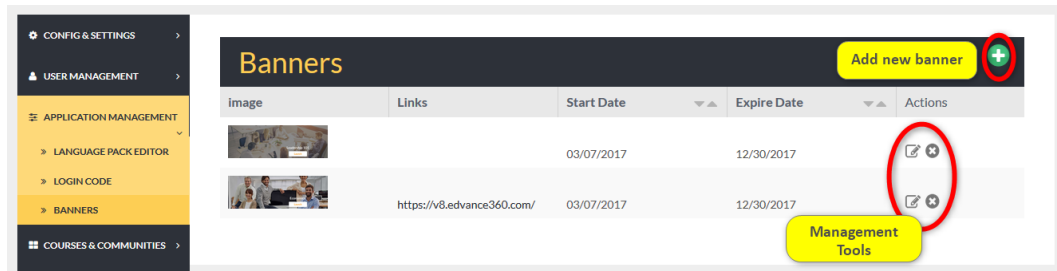 CONFIG & SETTINGS
USER MANAGEMENT
APPLICATION MANAGEMENT
» LANGUAGE PACK EDITOR
» LOGIN CODE
» BANNERS
COURSES & COMMUNITIES
Banners
Add new banner
image Links Start Date Expire Date Actions
03/07/2017 12/30/2017
https://v8.edvance360.com/ 03/07/2017 12/30/2017
Management
Tools